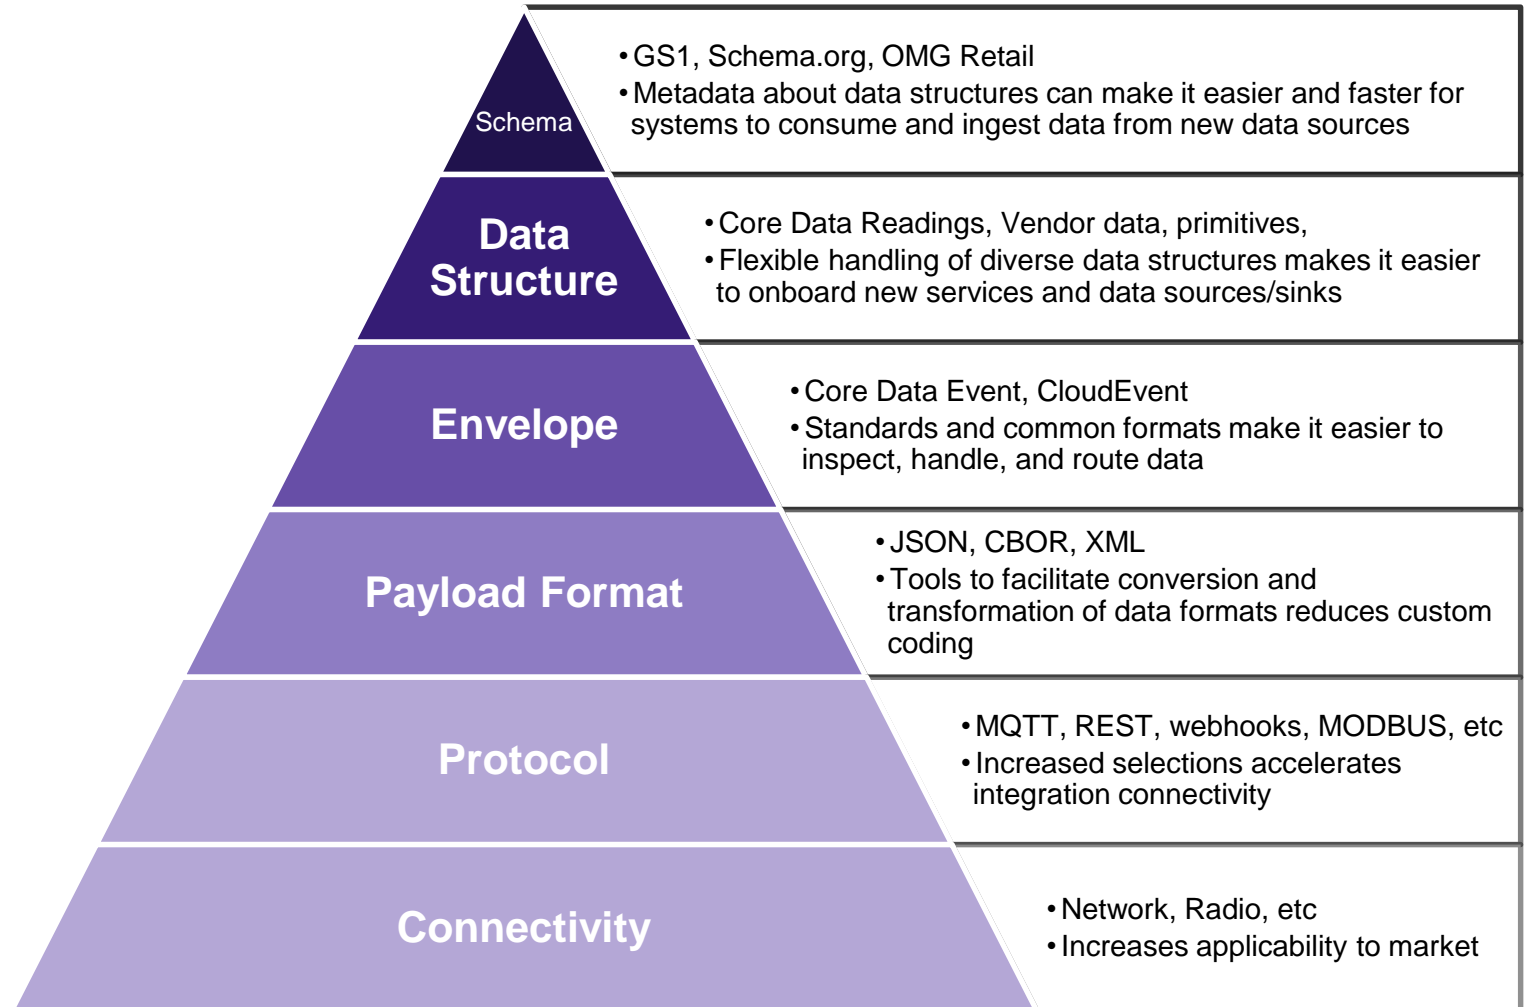 Schema
•GS1, Schema.org, OMG Retail
•Metadata about data structures can make it easier and faster for
systems to consume and ingest data from new data sources
Data
Structure
•Core Data Readings, Vendor data, primitives,
•Flexible handling of diverse data structures makes it easier
to onboard new services and data sources/sinks
Envelope
•Core Data Event, CloudEvent
•Standards and common formats make it easier to
inspect, handle, and route data
Payload Format
•JSON, CBOR, XML
•Tools to facilitate conversion and
transformation of data formats reduces custom
coding
Protocol
•MQTT, REST, webhooks, MODBUS, etc
•Increased selections accelerates
integration connectivity
Connectivity
•Network, Radio, etc
•Increases applicability to market